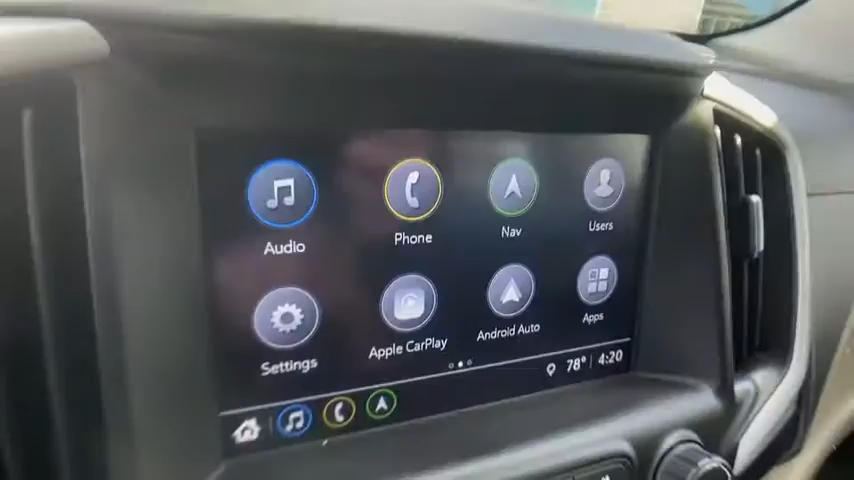 Audio
Phone
Nav
Users
Settings
Apple CarPlay
Android Auto
Apps
78° 4:20